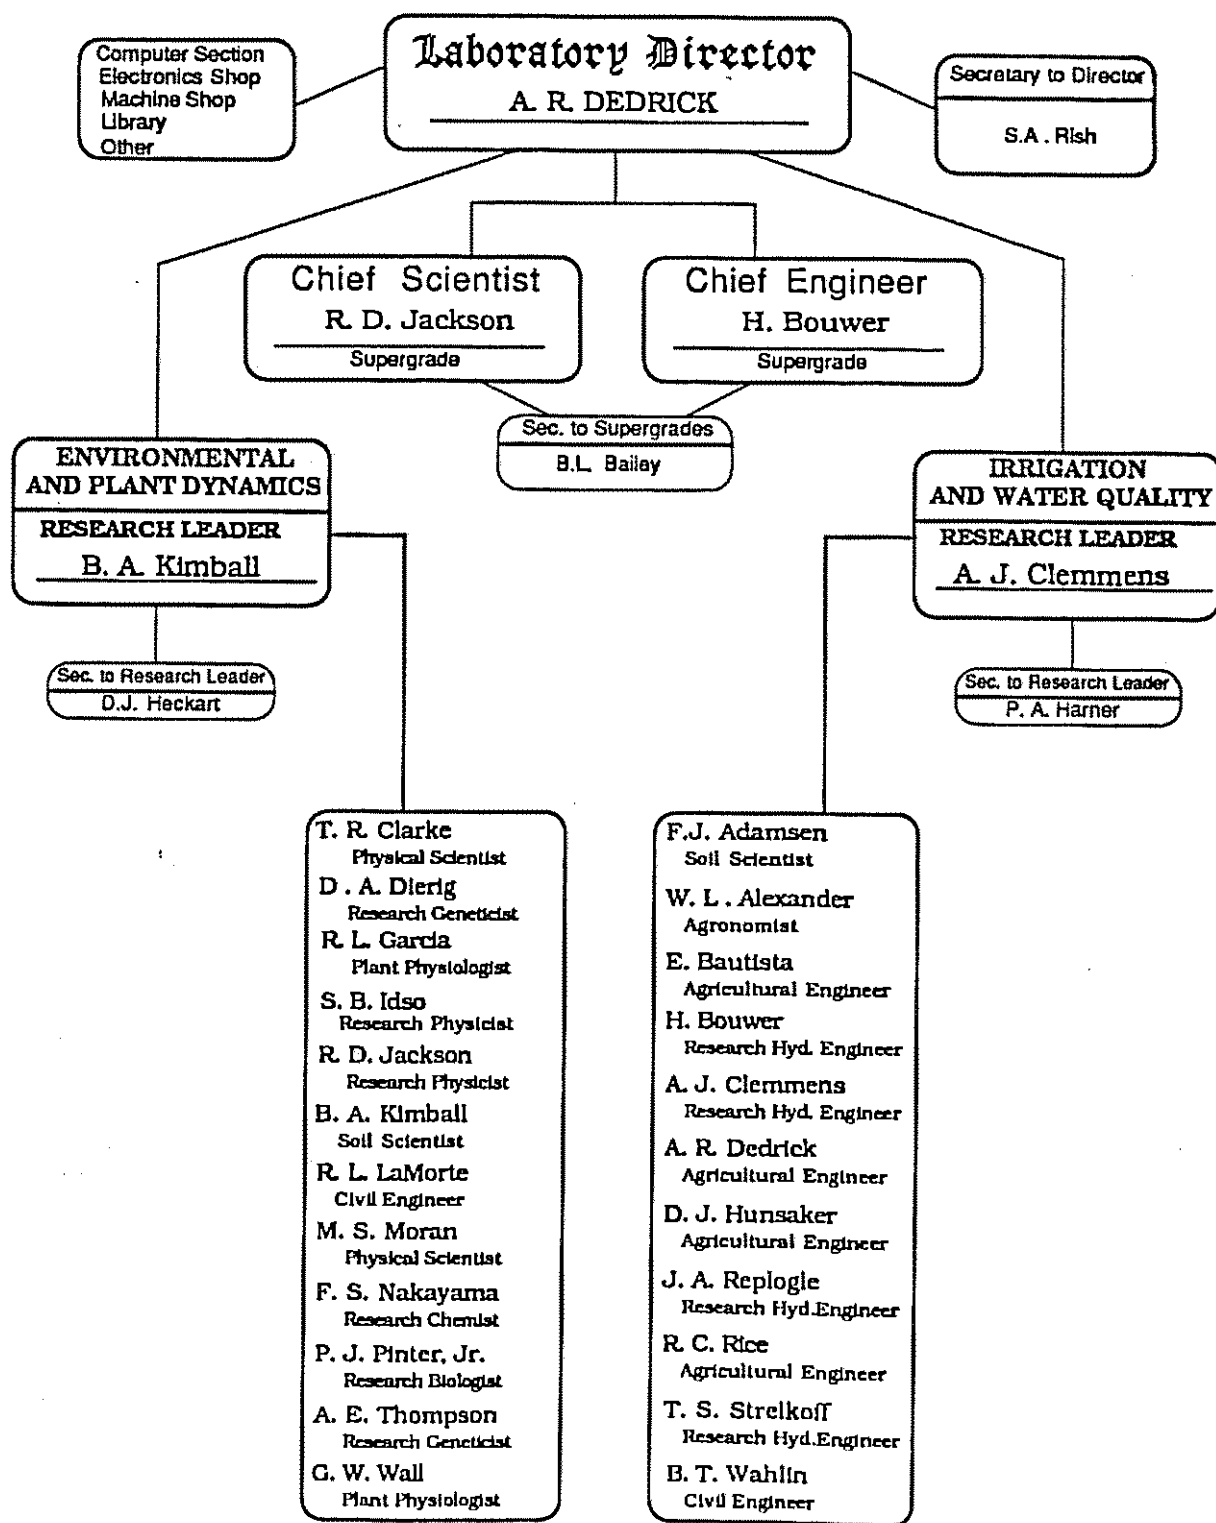 Computer Section
Electronics Shop
Machine Shop
Library
Other
Laboratory Director
A. R. DEDRICK
Secretary to Director
S.A. Rish
Chief Scientist
R. D. Jackson
Supergrade
Chief Engineer
H. Bouwer
Supergrade
Sec. to Supergrades
B.L. Bailey
ENVIRONMENTAL
AND PLANT DYNAMICS
RESEARCH LEADER
B. A. Kimball
Sec. to Research Leader
D.J. Heckart
IRRIGATION
AND WATER QUALITY
RESEARCH LEADER
A. J. Clemmens
Sec. to Research Leader
P. A. Harner
T. R. Clarke
Physical Scientist
D. A. Dierig
Research Geneticist
R. L. Garcia
Plant Physiologist
S. B. Idso
Research Physicist
R. D. Jackson
Research Physicist
B. A. Kimball
Soil Scientist
R. L. LaMorte
Civil Engineer
M. S. Moran
Physical Scientist
F. S. Nakayama
Research Chemist
P. J. Pinter, Jr.
Research Biologist
A. E. Thompson
Research Geneticist
G. W. Wall
Plant Physiologist
F.J. Adamsen
Soil Scientist
W. L. Alexander
Agronomist
E. Bautista
Agricultural Engineer
H. Bouwer
Research Hyd. Engineer
A. J. Clemmens
Research Hyd. Engineer
A. R. Dedrick
Agricultural Engineer
D. J. Hunsaker
Agricultural Engineer
J. A. Replogle
Research Hyd.Engineer
R. C. Rice
Agricultural Engineer
T. S. Strelkoff
Research Hyd.Engineer
B. T. Wahlin
Civil Engineer